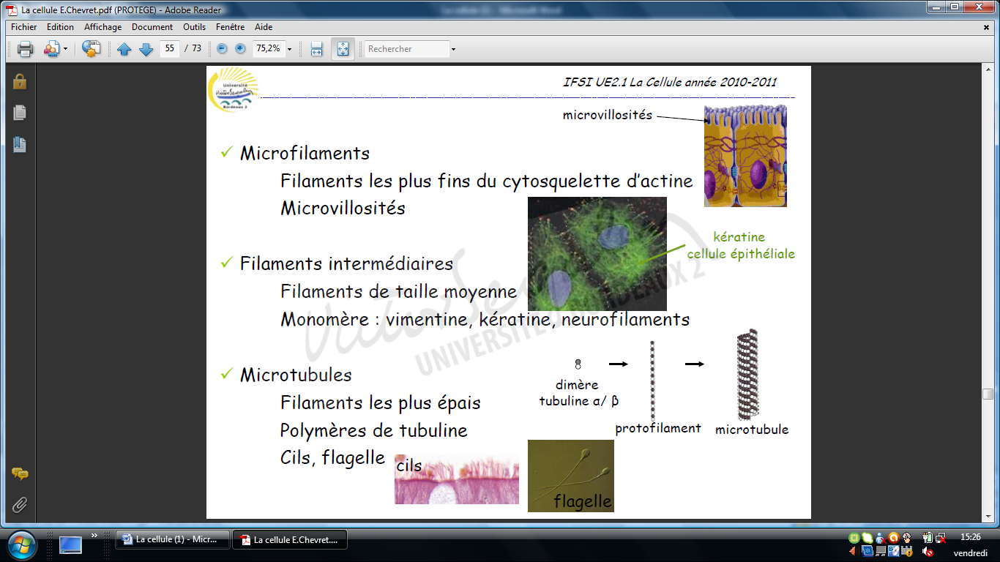 La cellule E.Chevret.pdf (PROTEGE) - Adobe Reader
Fichier Edition Affichage Document Outils Fenêtre Aide
55 / 73 75,2% Rechercher
Université
Victor Segalen
Bordeaux 2
IFSI UE2.1 La Cellule année 2010-2011
microvillosités
✓ Microfilaments
Filaments les plus fins du cytosquelette d’actine
Microvillosités
kératine
cellule épithéliale
✓ Filaments intermédiaires
Filaments de taille moyenne
Monomère : vimentine, kératine, neurofilaments
✓ Microtubules
Filaments les plus épais
Polymères de tubuline
Cils, flagelle
dimère
tubuline α/ β
protofilament
microtubule
cils
flagelle
La cellule (1) - Micr...
La cellule E.Chevret....
15:26
vendredi